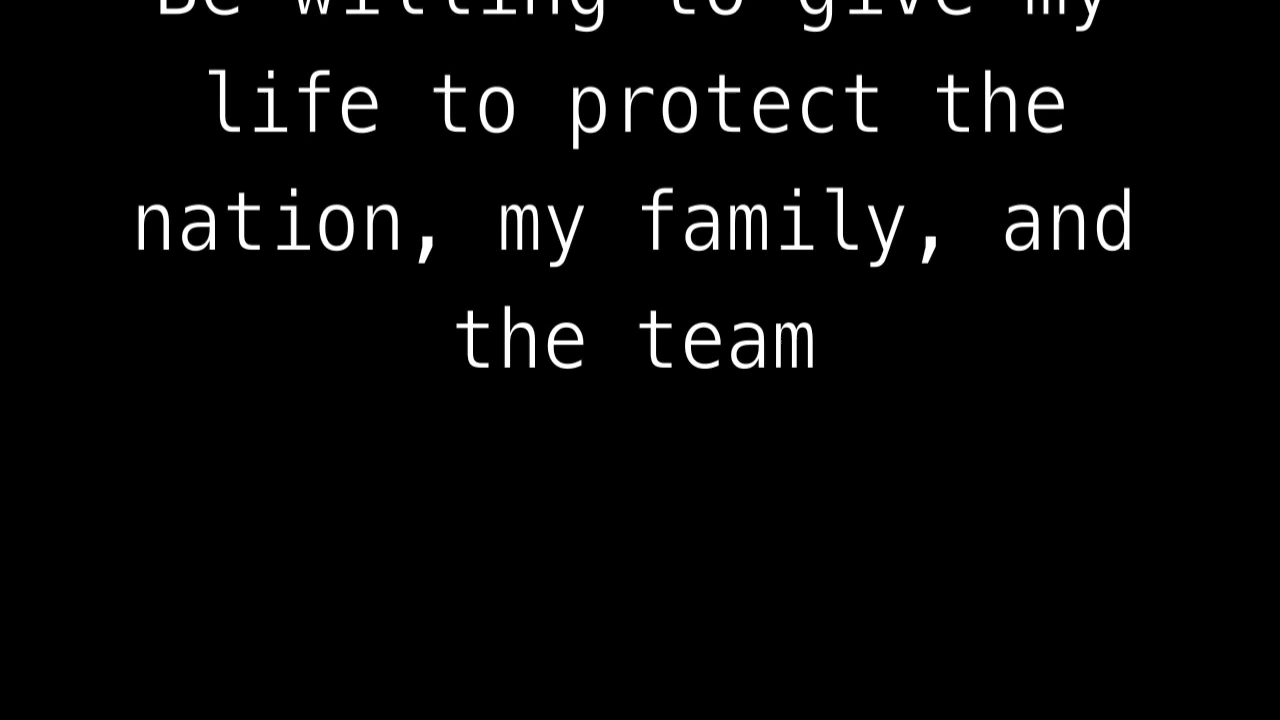 Be willing to give my
life to protect the
nation, my family, and
the team